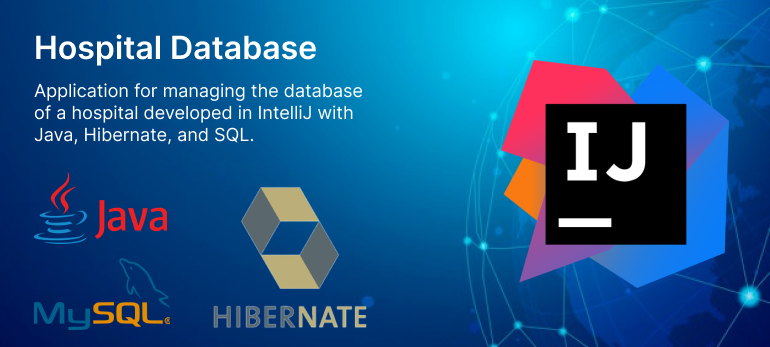 Hospital Database
Application for managing the database
of a hospital developed in IntelliJ with
Java, Hibernate, and SQL.
IJ
Java
MySQL
HIBERNATE